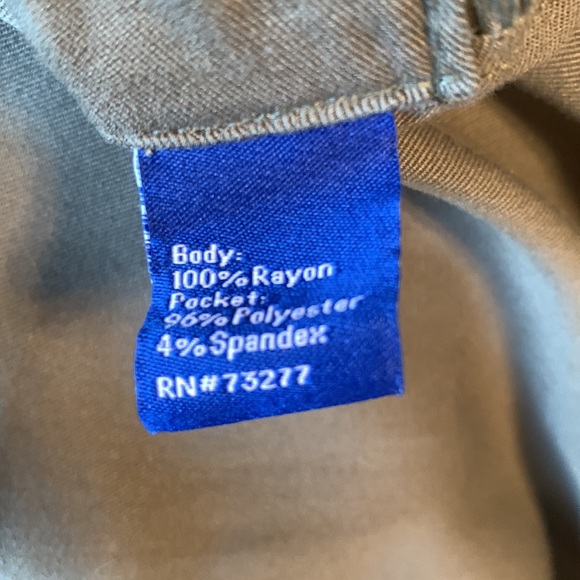 Body:
100% Rayon
Pocket:
96% Polyester
4% Spandex
RN# 73277